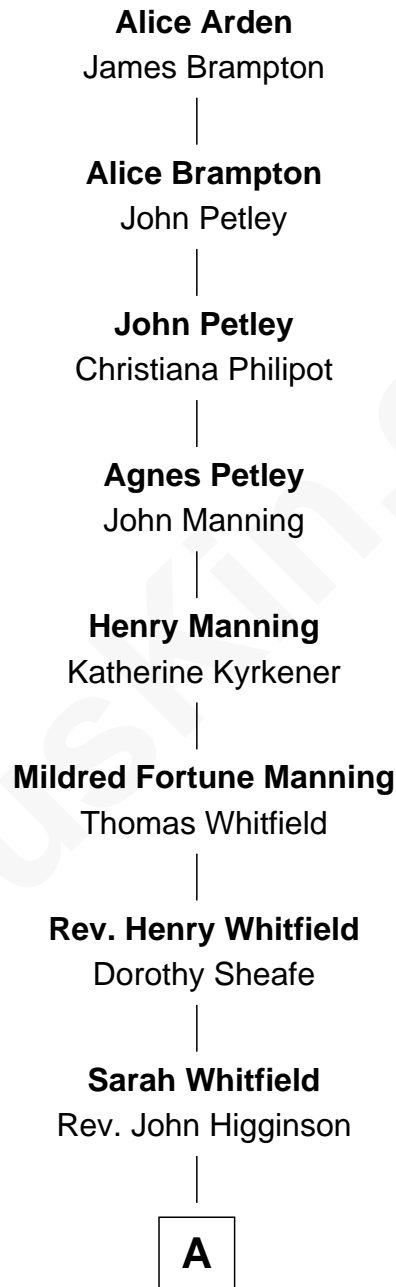 Alice Arden
James Brampton
Alice Brampton
John Petley
John Petley
Christiana Philipot
Agnes Petley
John Manning
Henry Manning
Katherine Kyrkener
Mildred Fortune Manning
Thomas Whitfield
Rev. Henry Whitfield
Dorothy Sheafe
Sarah Whitfield
Rev. John Higginson
A